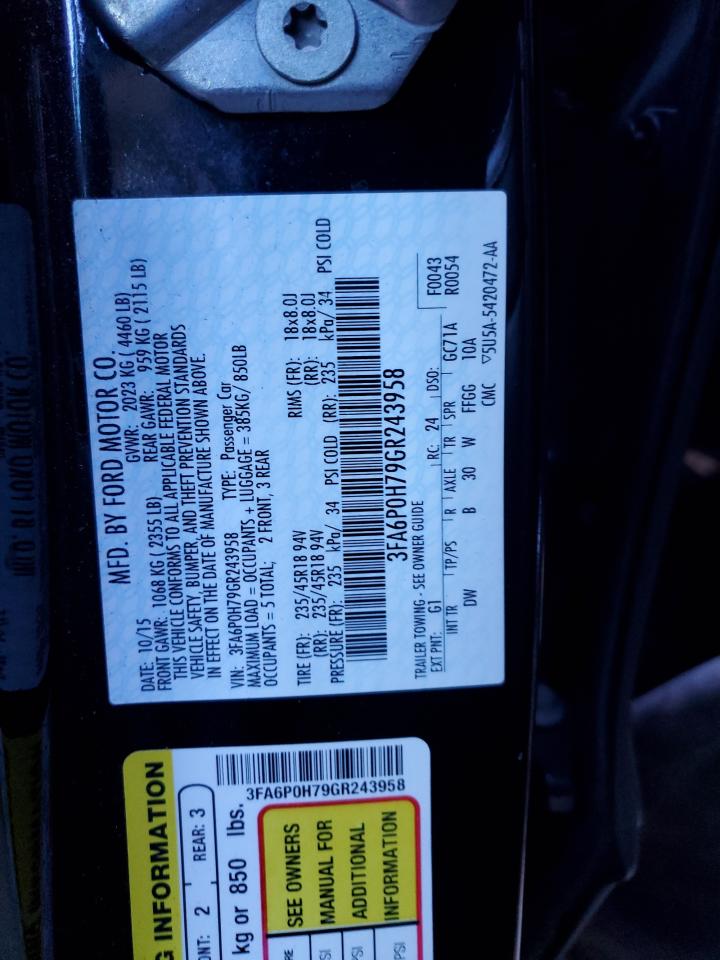 MFD. BY FORD MOTOR CO.
DATE: 10/15 GVWR: 2023 KG ( 4460 LB)
FRONT GAWR: 1068 KG ( 2355 LB) REAR GAWR: 959 KG ( 2115 LB)
THIS VEHICLE CONFORMS TO ALL APPLICABLE FEDERAL MOTOR
VEHICLE SAFETY, BUMPER, AND THEFT PREVENTION STANDARDS
IN EFFECT ON THE DATE OF MANUFACTURE SHOWN ABOVE.
VIN: 3FA6P0H79GR243958 TYPE: Passenger Car
MAXIMUM LOAD = OCCUPANTS + LUGGAGE = 385KG/ 850LB
OCCUPANTS = 5 TOTAL; 2 FRONT, 3 REAR
TIRE (FR): 235/45R18 94V RIMS (FR): 18x8.0J
(RR): 235/45R18 94V (RR): 18x8.0J
PRESSURE (FR): 235 kPa/ 34 PSI COLD (RR): 235 kPa/ 34 PSI COLD
3FA6P0H79GR243958
TRAILER TOWING - SEE OWNER GUIDE
F0043
EXT PNT: G1 RC: 24 DSO: R0054
INT TR TP/PS R AXLE TR SPR GC71A
DW B 30 W FFGG 10A
CMC ▽5U5A-5420472-AA
G INFORMATION
ONT: 2 REAR: 3
kg or 850 lbs.
3FA6P0H79GR243958
SEE OWNERS
MANUAL FOR
ADDITIONAL
INFORMATION